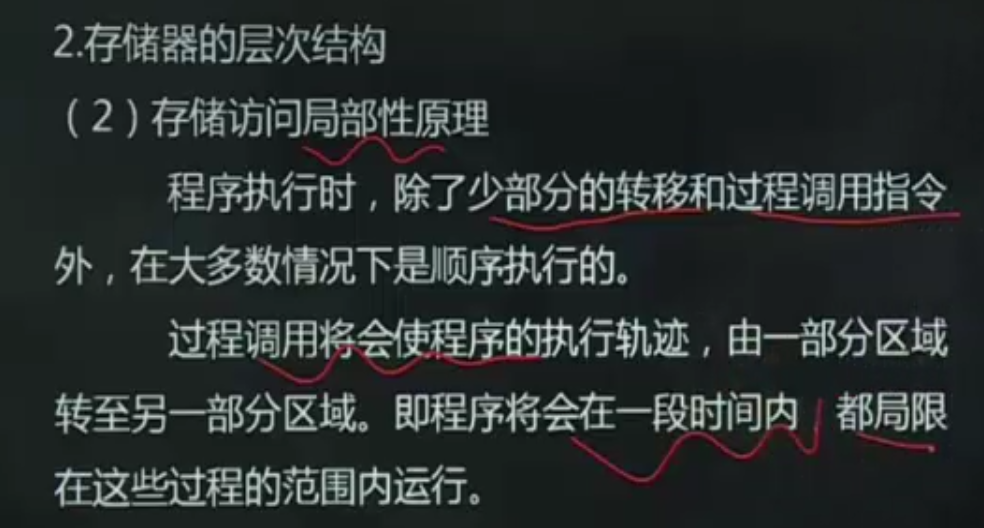 2.存储器的层次结构
（2）存储访问局部性原理
程序执行时，除了少部分的转移和过程调用指令
外，在大多数情况下是顺序执行的。
过程调用将会使程序的执行轨迹，由一部分区域
转至另一部分区域。即程序将会在一段时间内 都局限
在这些过程的范围内运行。